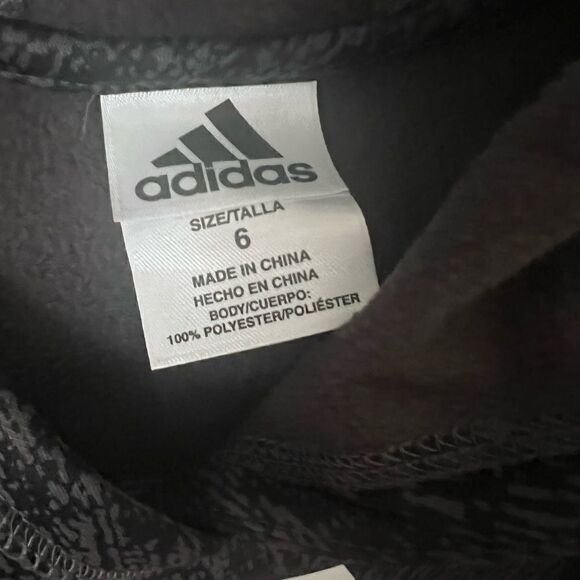 adidas
SIZE/TALLA
6
MADE IN CHINA
HECHO EN CHINA
BODY/CUERPO:
100% POLYESTER/POLIÉSTER